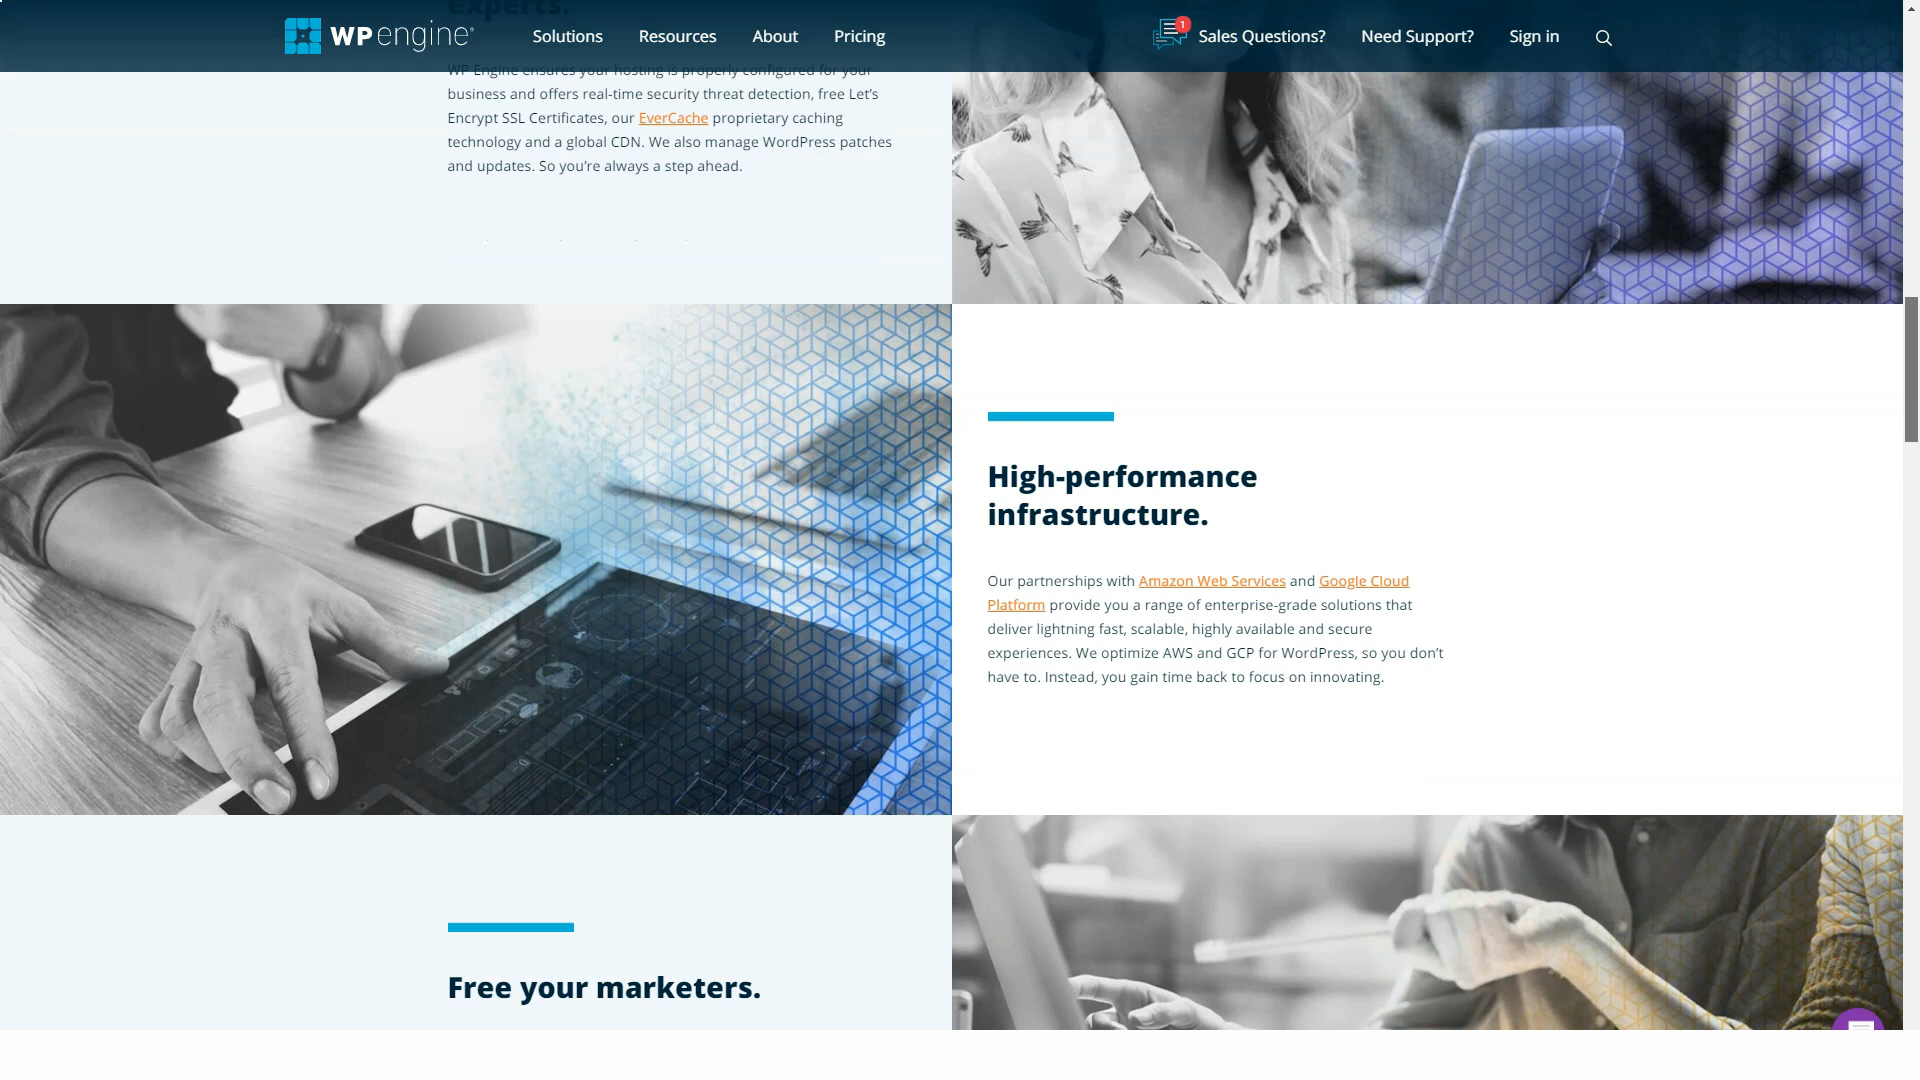 experts.
WP engine
Solutions
Resources
About
Pricing
1
Sales Questions?
Need Support?
Sign in
WP Engine ensures your hosting is properly configured for your
business and offers real-time security threat detection, free Let’s
Encrypt SSL Certificates, our EverCache proprietary caching
technology and a global CDN. We also manage WordPress patches
and updates. So you’re always a step ahead.
High-performance
infrastructure.
Our partnerships with Amazon Web Services and Google Cloud
Platform provide you a range of enterprise-grade solutions that
deliver lightning fast, scalable, highly available and secure
experiences. We optimize AWS and GCP for WordPress, so you don’t
have to. Instead, you gain time back to focus on innovating.
Free your marketers.